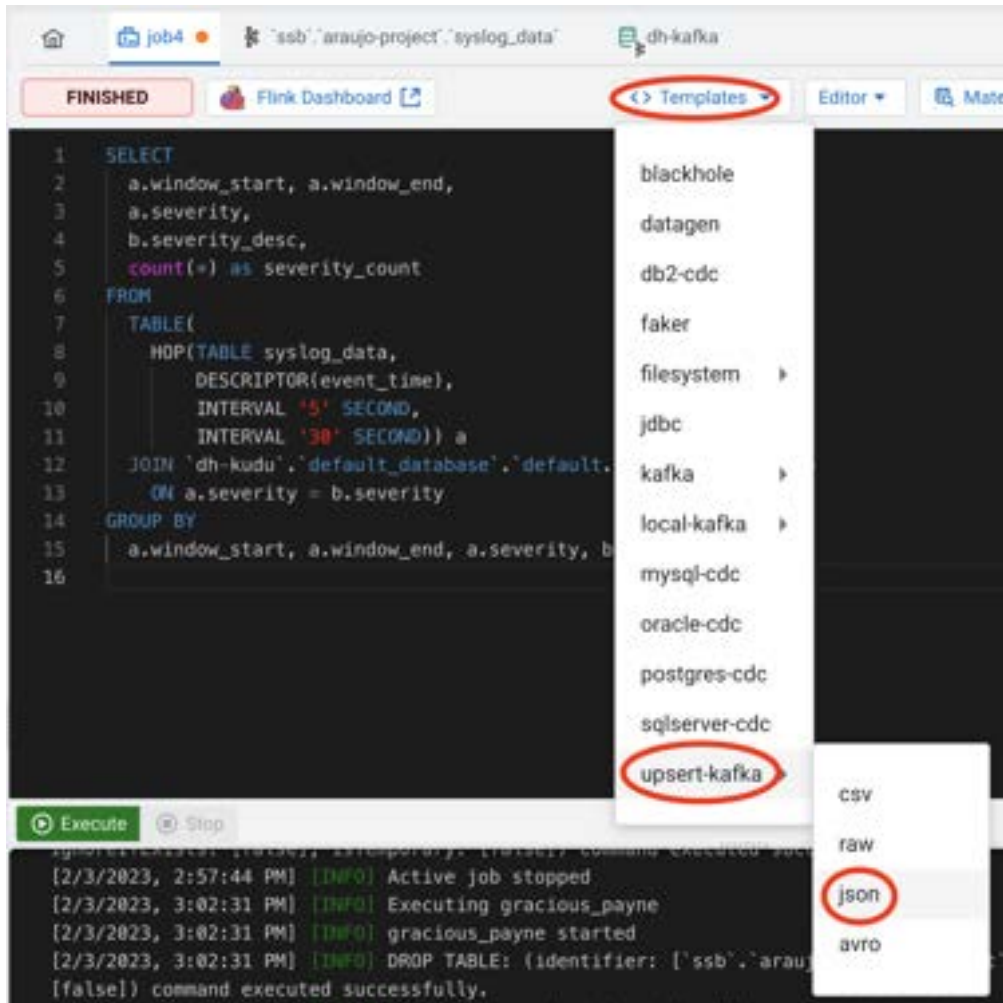 job4
`ssb`.`araujo-project`.`syslog_data`
dh-kafka
FINISHED
Flink Dashboard
<> Templates
Editor
Mate
1 SELECT
2 a.window_start, a.window_end,
3 a.severity,
4 b.severity_desc,
5 count(*) as severity_count
6 FROM
7 TABLE(
8 HOP(TABLE syslog_data,
9 DESCRIPTOR(event_time),
10 INTERVAL '5' SECOND,
11 INTERVAL '30' SECOND)) a
12 JOIN `dh-kudu`.`default_database`.`default.
13 ON a.severity = b.severity
14 GROUP BY
15 a.window_start, a.window_end, a.severity, b
16
blackhole
datagen
db2-cdc
faker
filesystem
jdbc
kafka
local-kafka
mysql-cdc
oracle-cdc
postgres-cdc
sqlserver-cdc
upsert-kafka
csv
raw
json
avro
Execute
Stop
[2/3/2023, 2:57:44 PM] [INFO] Active job stopped
[2/3/2023, 3:02:31 PM] [INFO] Executing gracious_payne
[2/3/2023, 3:02:31 PM] [INFO] gracious_payne started
[2/3/2023, 3:02:31 PM] [INFO] DROP TABLE: (identifier: [`ssb`.`arauj
[false]) command executed successfully.